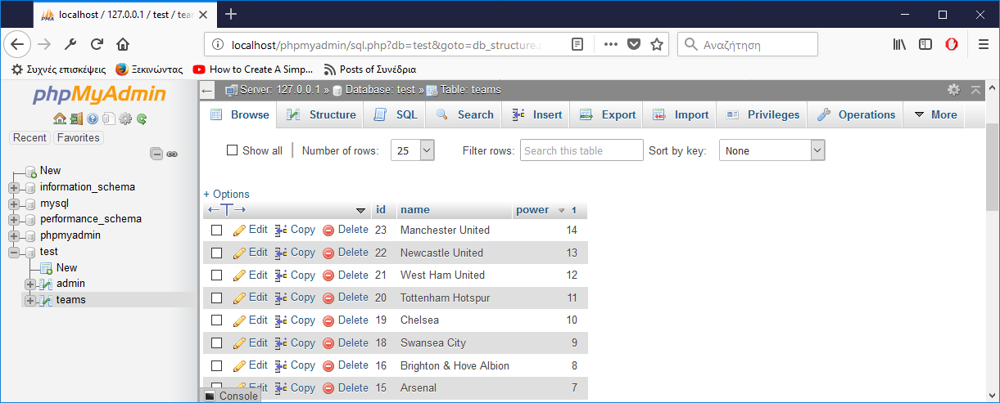 localhost / 127.0.0.1 / test / team
localhost/phpmyadmin/sql.php?db=test&goto=db_structure.
Αναζήτηση
Συχνές επισκέψεις Ξεκινώντας How to Create A Simp... Posts of Συνέδρια
phpMyAdmin
Recent Favorites
New
information_schema
mysql
performance_schema
phpmyadmin
test
New
admin
teams
Server: 127.0.0.1 » Database: test » Table: teams
Browse Structure SQL Search Insert Export Import Privileges Operations More
Show all Number of rows: 25 Filter rows: Search this table Sort by key: None
+ Options
←T→ id name power 1
Edit Copy Delete 23 Manchester United 14
Edit Copy Delete 22 Newcastle United 13
Edit Copy Delete 21 West Ham United 12
Edit Copy Delete 20 Tottenham Hotspur 11
Edit Copy Delete 19 Chelsea 10
Edit Copy Delete 18 Swansea City 9
Edit Copy Delete 16 Brighton & Hove Albion 8
Edit Copy Delete 15 Arsenal 7
Console